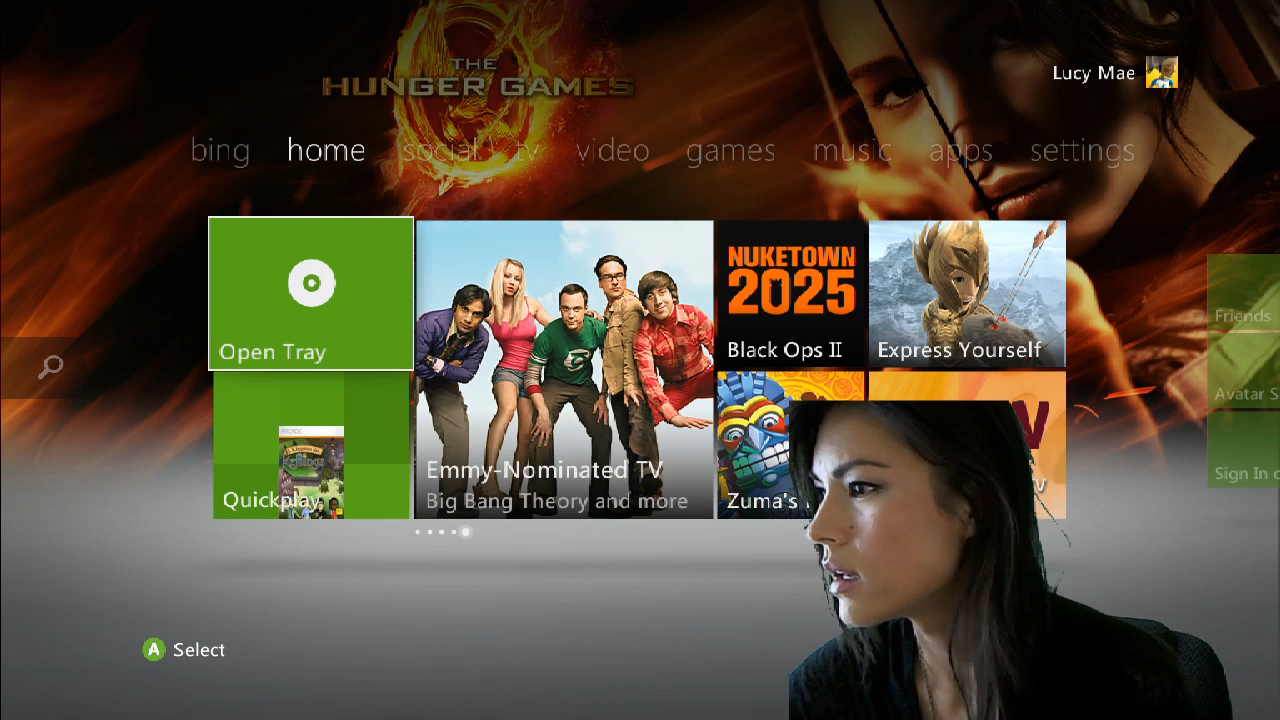 THE
HUNGER GAMES
Lucy Mae
bing home social tv video games music apps settings
Open Tray
NUKETOWN
2025
Black Ops II
Express Yourself
Friends
Avatar S
Quickplay
Emmy-Nominated TV
Big Bang Theory and more
Zuma's
Sign In
A Select